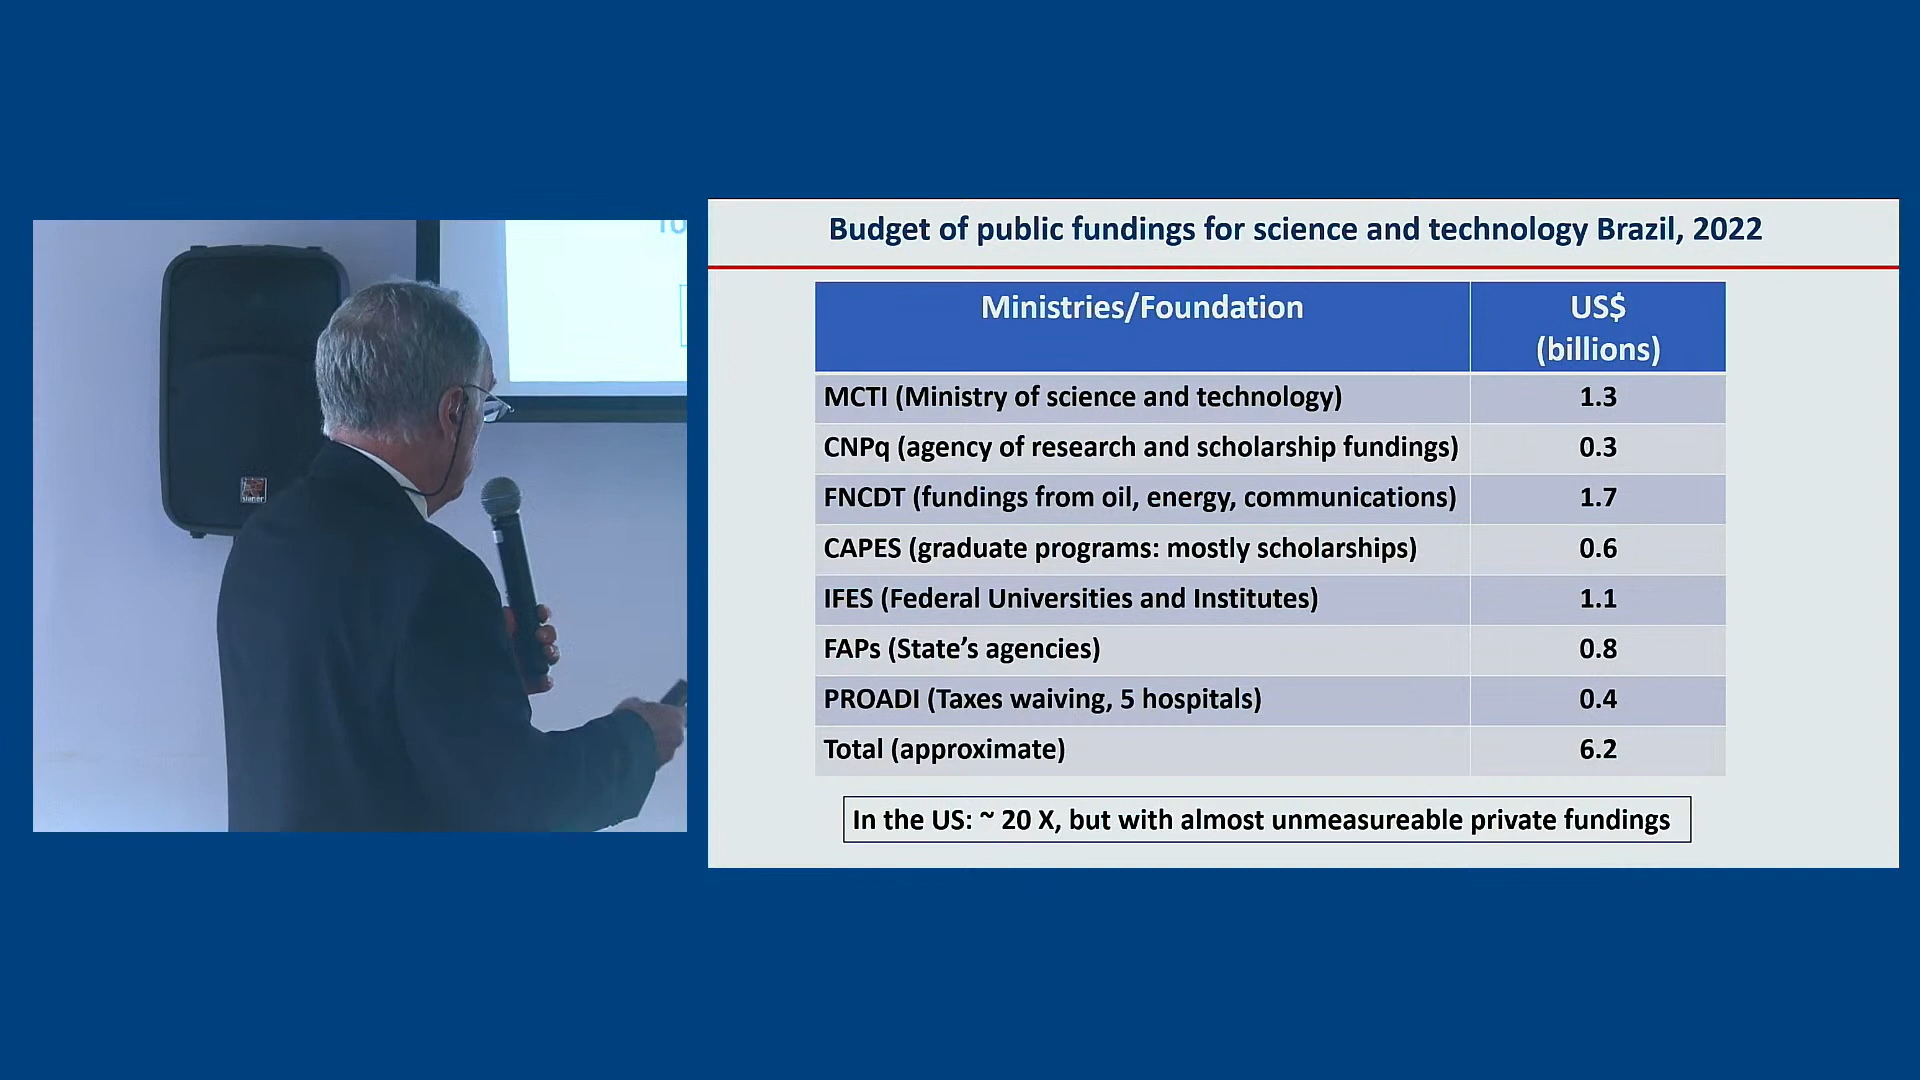 Budget of public fundings for science and technology Brazil, 2022
Ministries/Foundation US$ (billions)
MCTI (Ministry of science and technology) 1.3
CNPq (agency of research and scholarship fundings) 0.3
FNCDT (fundings from oil, energy, communications) 1.7
CAPES (graduate programs: mostly scholarships) 0.6
IFES (Federal Universities and Institutes) 1.1
FAPs (State’s agencies) 0.8
PROADI (Taxes waiving, 5 hospitals) 0.4
Total (approximate) 6.2
In the US: ~ 20 X, but with almost unmeasureable private fundings